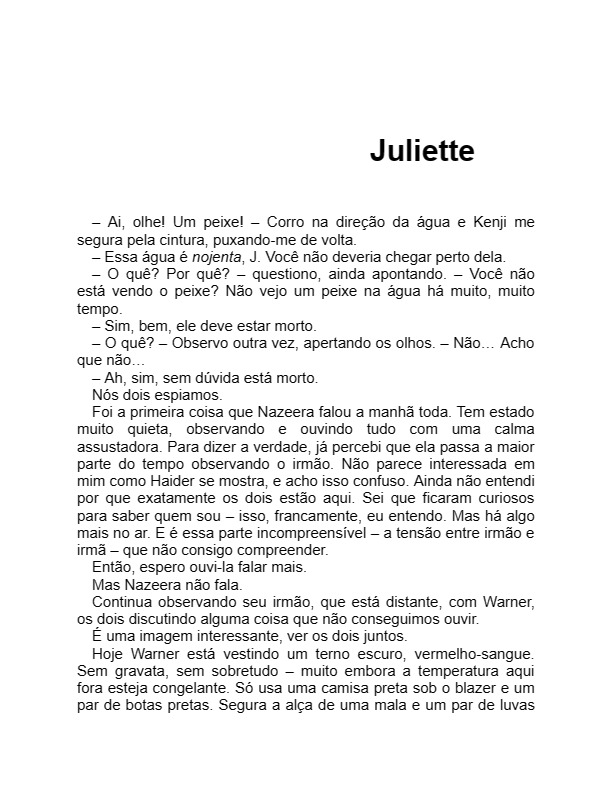 Juliette
– Ai, olhe! Um peixe! – Corro na direção da água e Kenji me
segura pela cintura, puxando-me de volta.
– Essa água é nojenta, J. Você não deveria chegar perto dela.
– O quê? Por quê? – questiono, ainda apontando. – Você não
está vendo o peixe? Não vejo um peixe na água há muito, muito
tempo.
– Sim, bem, ele deve estar morto.
– O quê? – Observo outra vez, apertando os olhos. – Não… Acho
que não…
– Ah, sim, sem dúvida está morto.
Nós dois espiamos.
Foi a primeira coisa que Nazeera falou a manhã toda. Tem estado
muito quieta, observando e ouvindo tudo com uma calma
assustadora. Para dizer a verdade, já percebi que ela passa a maior
parte do tempo observando o irmão. Não parece interessada em
mim como Haider se mostra, e acho isso confuso. Ainda não entendi
por que exatamente os dois estão aqui. Sei que ficaram curiosos
para saber quem sou – isso, francamente, eu entendo. Mas há algo
mais no ar. E é essa parte incompreensível – a tensão entre irmão e
irmã – que não consigo compreender.
Então, espero ouvi-la falar mais.
Mas Nazeera não fala.
Continua observando seu irmão, que está distante, com Warner,
os dois discutindo alguma coisa que não conseguimos ouvir.
É uma imagem interessante, ver os dois juntos.
Hoje Warner está vestindo um terno escuro, vermelho-sangue.
Sem gravata, sem sobretudo – muito embora a temperatura aqui
fora esteja congelante. Só usa uma camisa preta sob o blazer e um
par de botas pretas. Segura a alça de uma mala e um par de luvas